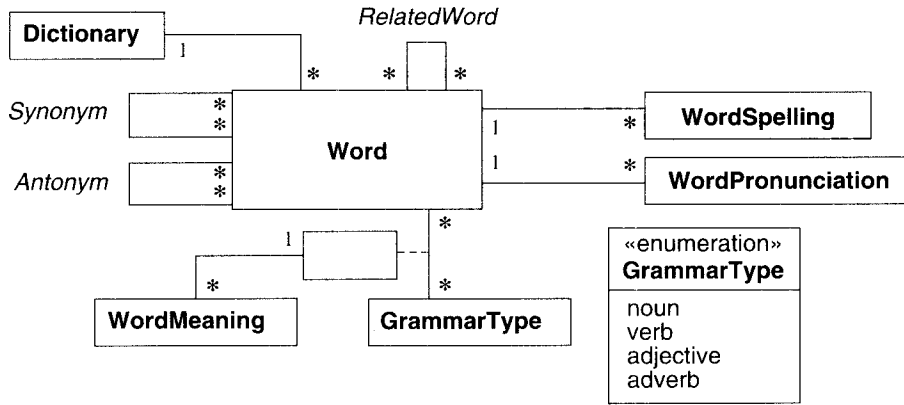 RelatedWord
Dictionary
1
*
*
*
Synonym
*
*
Word
1
*
WordSpelling
Antonym
*
*
1
*
WordPronunciation
*
1
*
*
WordMeaning
GrammarType
«enumeration»
GrammarType
noun
verb
adjective
adverb